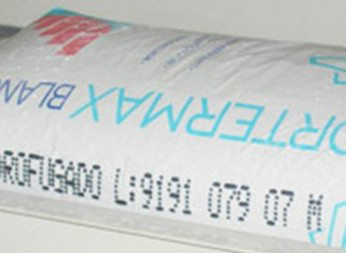 ORTERMAX BLAN
ROFUGADO L:9191 079 07 M